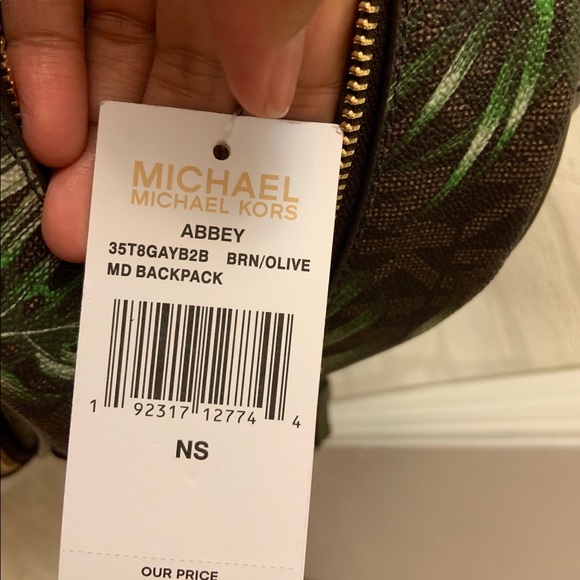 MICHAEL
MICHAEL KORS
ABBEY
35T8GAYB2B BRN/OLIVE
MD BACKPACK
1 92317 12774 4
NS
OUR PRICE